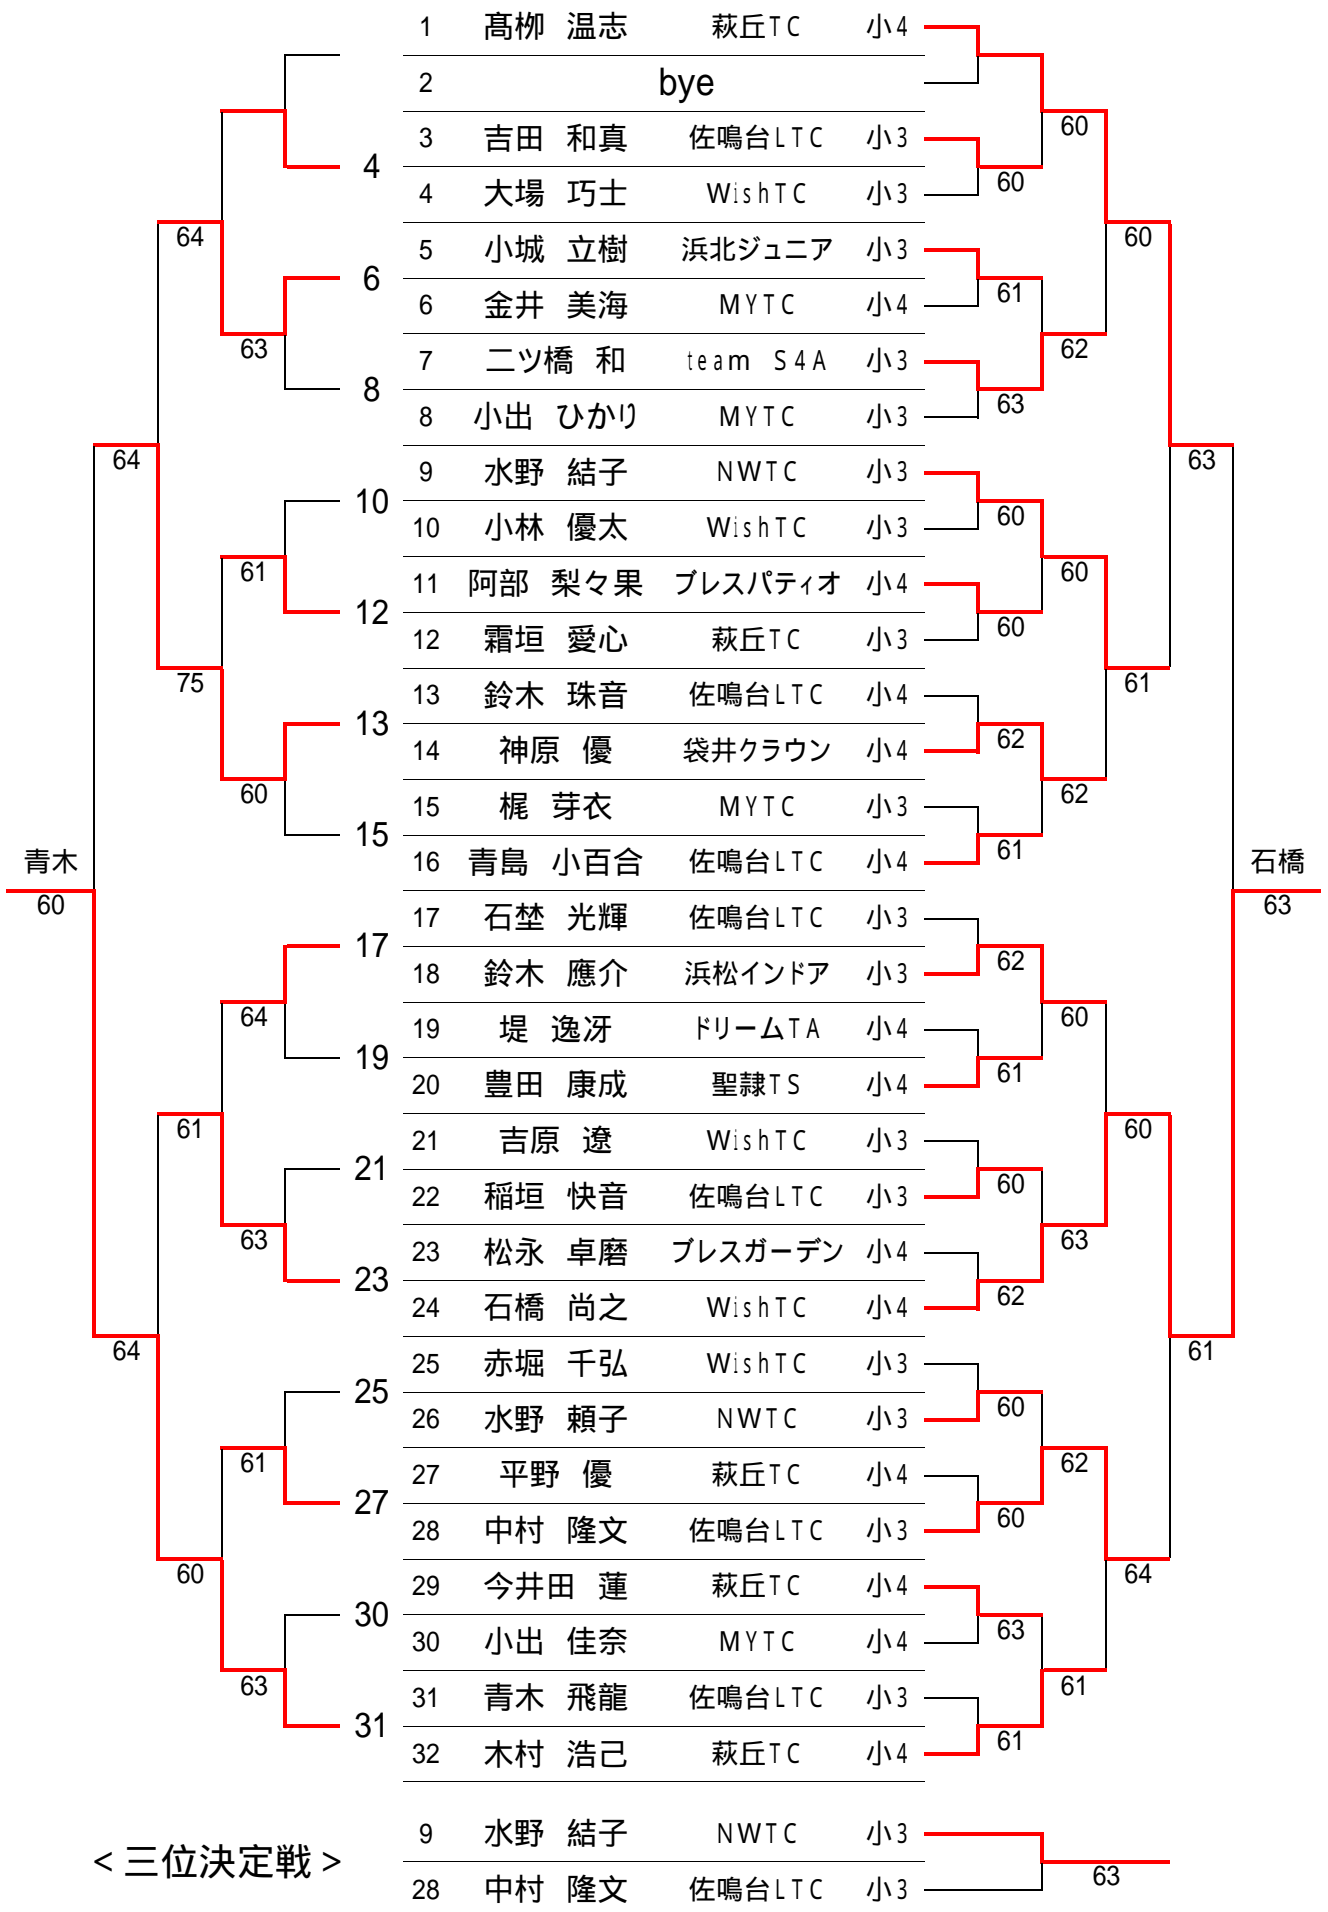 1 髙栁 温志 萩丘TC 小4
2 bye
60
3 吉田 和真 佐鳴台LTC 小3
4 60
4 大場 巧士 WishTC 小3
64 60
5 小城 立樹 浜北ジュニア 小3
6 61
6 金井 美海 MYTC 小4
63 62
7 二ツ橋 和 team S4A 小3
8 63
8 小出 ひかり MYTC 小3
64 63
9 水野 結子 NWTC 小3
10 60
10 小林 優太 WishTC 小3
61 60
11 阿部 梨々果 ブレスパティオ 小4
12 60
12 霜垣 愛心 萩丘TC 小3
75 61
13 鈴木 珠音 佐鳴台LTC 小4
13 62
14 神原 優 袋井クラウン 小4
60 62
15 梶 芽衣 MYTC 小3
15 61
青木 16 青島 小百合 佐鳴台LTC 小4 石橋
60 63
17 石埜 光輝 佐鳴台LTC 小3
17 62
18 鈴木 應介 浜松インドア 小3
64 60
19 堤 逸冴 ドリームTA 小4
19 61
20 豊田 康成 聖隷TS 小4
61 60
21 吉原 遼 WishTC 小3
21 60
22 稲垣 快音 佐鳴台LTC 小3
63 63
23 松永 卓磨 ブレスガーデン 小4
23 62
24 石橋 尚之 WishTC 小4
64 61
25 赤堀 千弘 WishTC 小3
25 60
26 水野 頼子 NWTC 小3
61 62
27 平野 優 萩丘TC 小4
27 60
28 中村 隆文 佐鳴台LTC 小3
60 64
29 今井田 蓮 萩丘TC 小4
30 63
30 小出 佳奈 MYTC 小4
63 61
31 青木 飛龍 佐鳴台LTC 小3
31 61
32 木村 浩己 萩丘TC 小4
9 水野 結子 NWTC 小3
<三位決定戦> 63
28 中村 隆文 佐鳴台LTC 小3